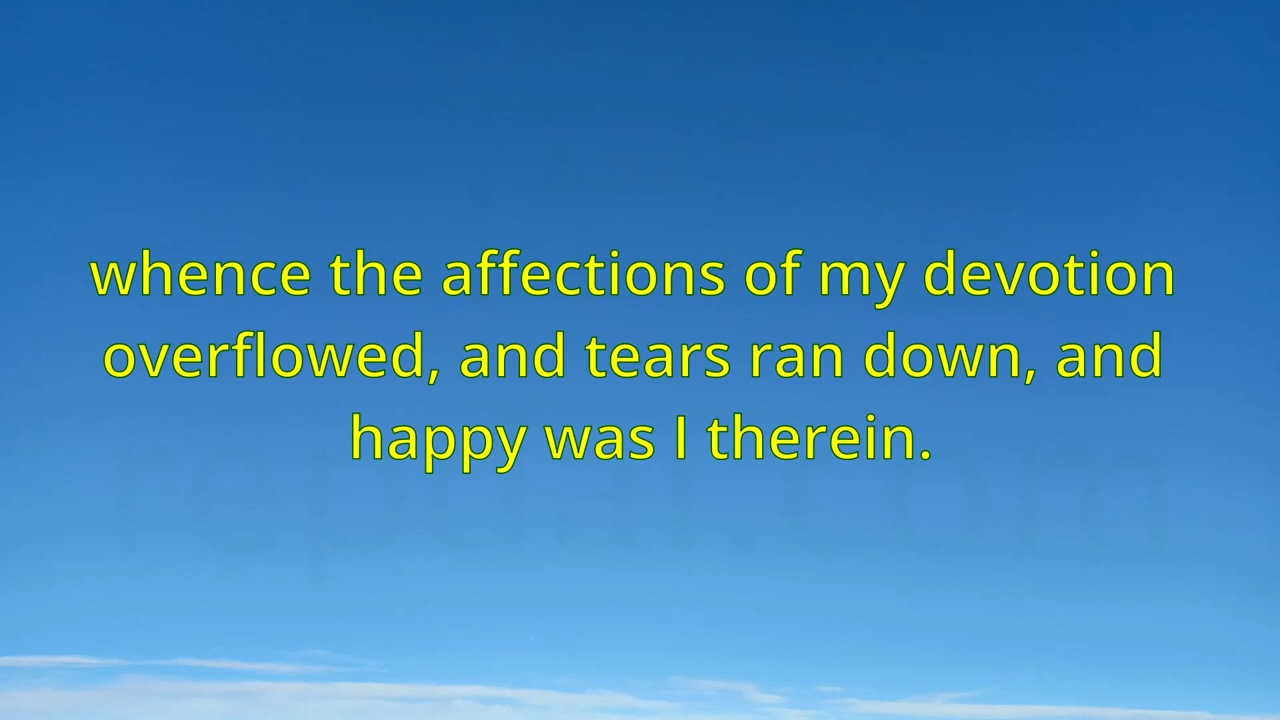 whence the affections of my devotion
overflowed, and tears ran down, and
happy was I therein.